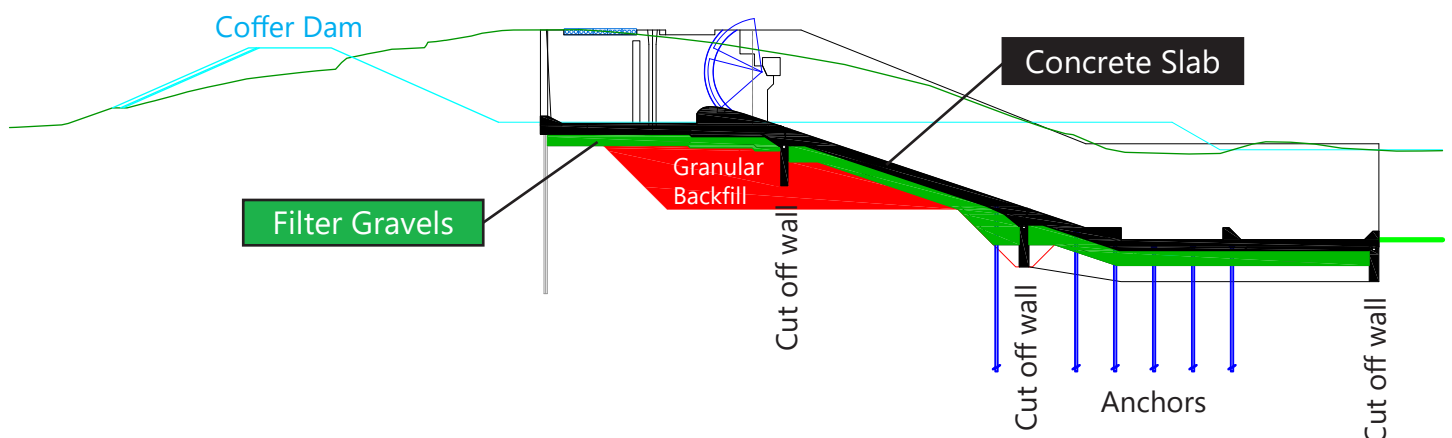 Coffer Dam
Concrete Slab
Granular
Backfill
Filter Gravels
Cut off wall
Cut off wall
Cut off wall
Anchors